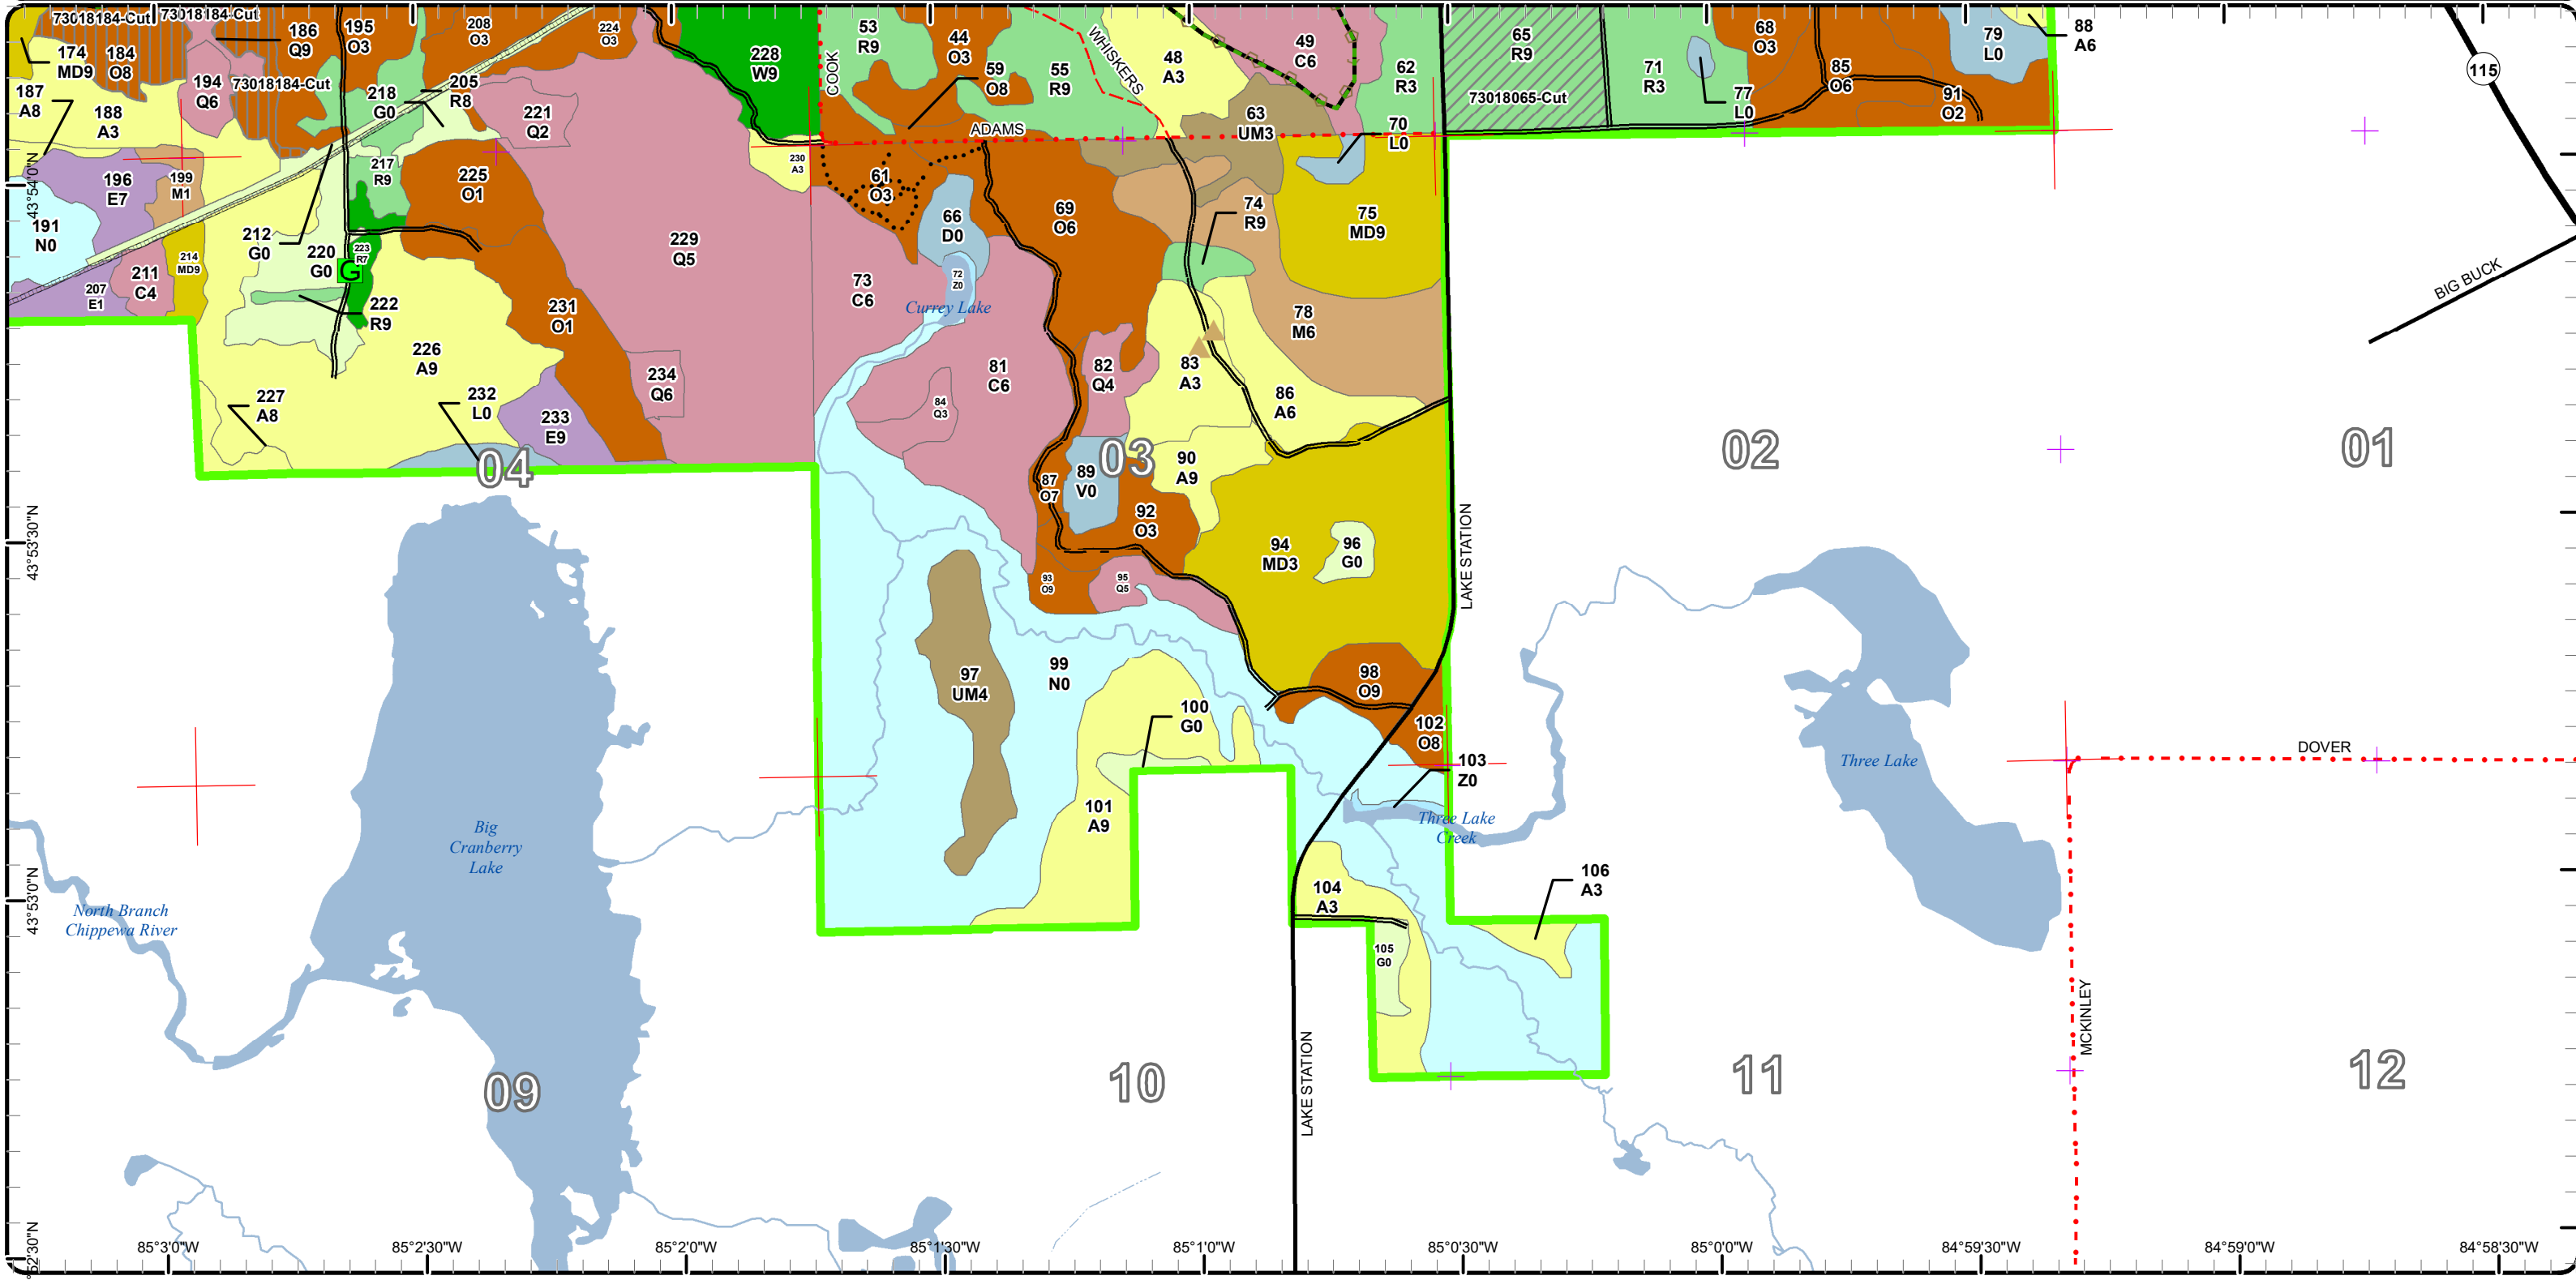 73018184-Cut
73018184-Cut
174
MD9
184
O8
186
Q9
195
O3
208
O3
224
O3
228
W9
COOK
53
R9
44
O3
59
O8
55
R9
WHISKERS
48
A3
49
C6
62
R3
65
R9
73018065-Cut
71
R3
77
L0
68
O3
85
O6
91
O2
79
L0
88
A6
115
187
A8
188
A3
194
Q6
73018184-Cut
218
G0
205
R8
221
Q2
ADAMS
63
UM3
70
L0
230
A3
196
E7
199
M1
217
R9
225
O1
61
O3
66
D0
69
O6
74
R9
75
MD9
191
N0
212
G0
220
G0
223
R7
G
229
Q5
214
MD9
211
C4
207
E1
222
R9
231
O1
73
C6
72
Z0
Currey Lake
78
M6
BIG BUCK
226
A9
227
A8
232
L0
233
E9
234
Q6
81
C6
84
Q3
82
Q4
83
A3
86
A6
04
03
02
01
87
O7
89
V0
90
A9
92
O3
94
MD3
96
G0
LAKE STATION
93
O9
95
Q5
97
UM4
99
N0
98
O9
100
G0
102
O8
103
Z0
101
A9
Three Lake
Creek
Three Lake
DOVER
Big
Cranberry
Lake
North Branch
Chippewa River
104
A3
105
G0
106
A3
MCKINLEY
LAKE STATION
09
10
11
12
43°54'0"N
43°53'30"N
43°53'0"N
°52'30"N
85°3'0"W
85°2'30"W
85°2'0"W
85°1'30"W
85°1'0"W
85°0'30"W
85°0'0"W
84°59'30"W
84°59'0"W
84°58'30"W